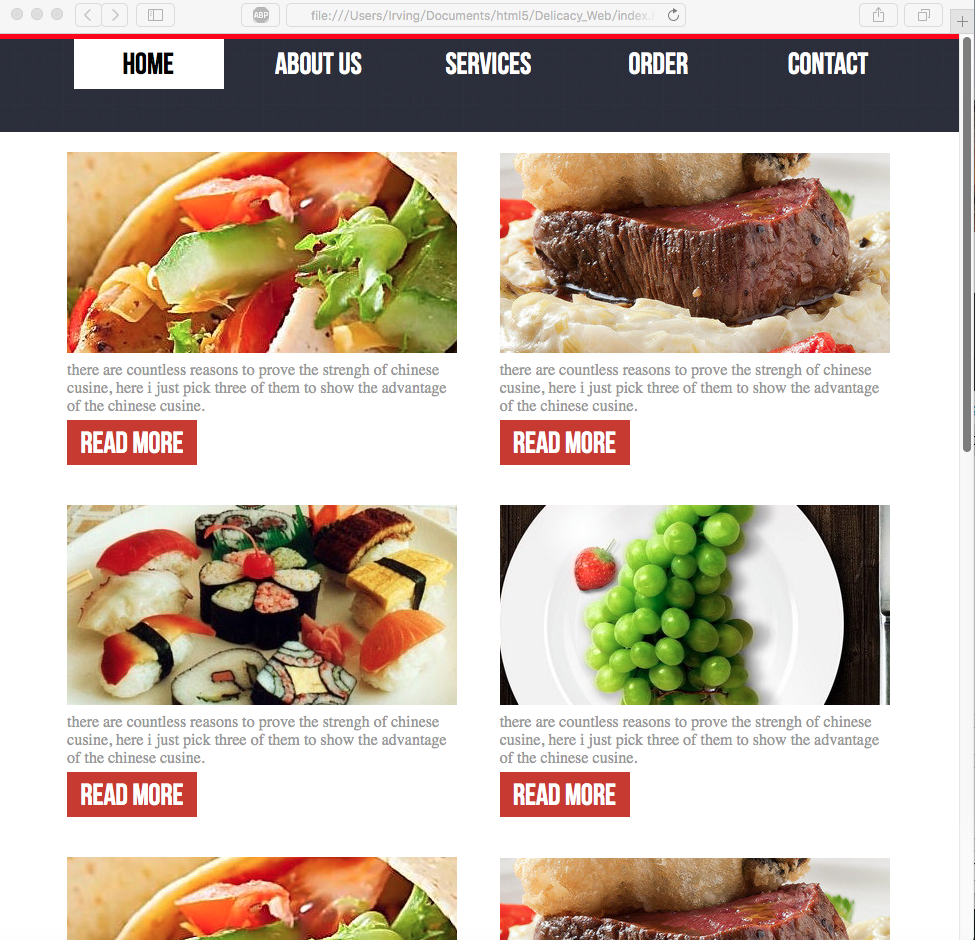 ABP
file:///Users/Irving/Documents/html5/Delicacy_Web/index.
HOME
ABOUT US
SERVICES
ORDER
CONTACT
there are countless reasons to prove the strengh of chinese
cusine, here i just pick three of them to show the advantage
of the chinese cusine.
READ MORE
there are countless reasons to prove the strengh of chinese
cusine, here i just pick three of them to show the advantage
of the chinese cusine.
READ MORE
there are countless reasons to prove the strengh of chinese
cusine, here i just pick three of them to show the advantage
of the chinese cusine.
READ MORE
there are countless reasons to prove the strengh of chinese
cusine, here i just pick three of them to show the advantage
of the chinese cusine.
READ MORE